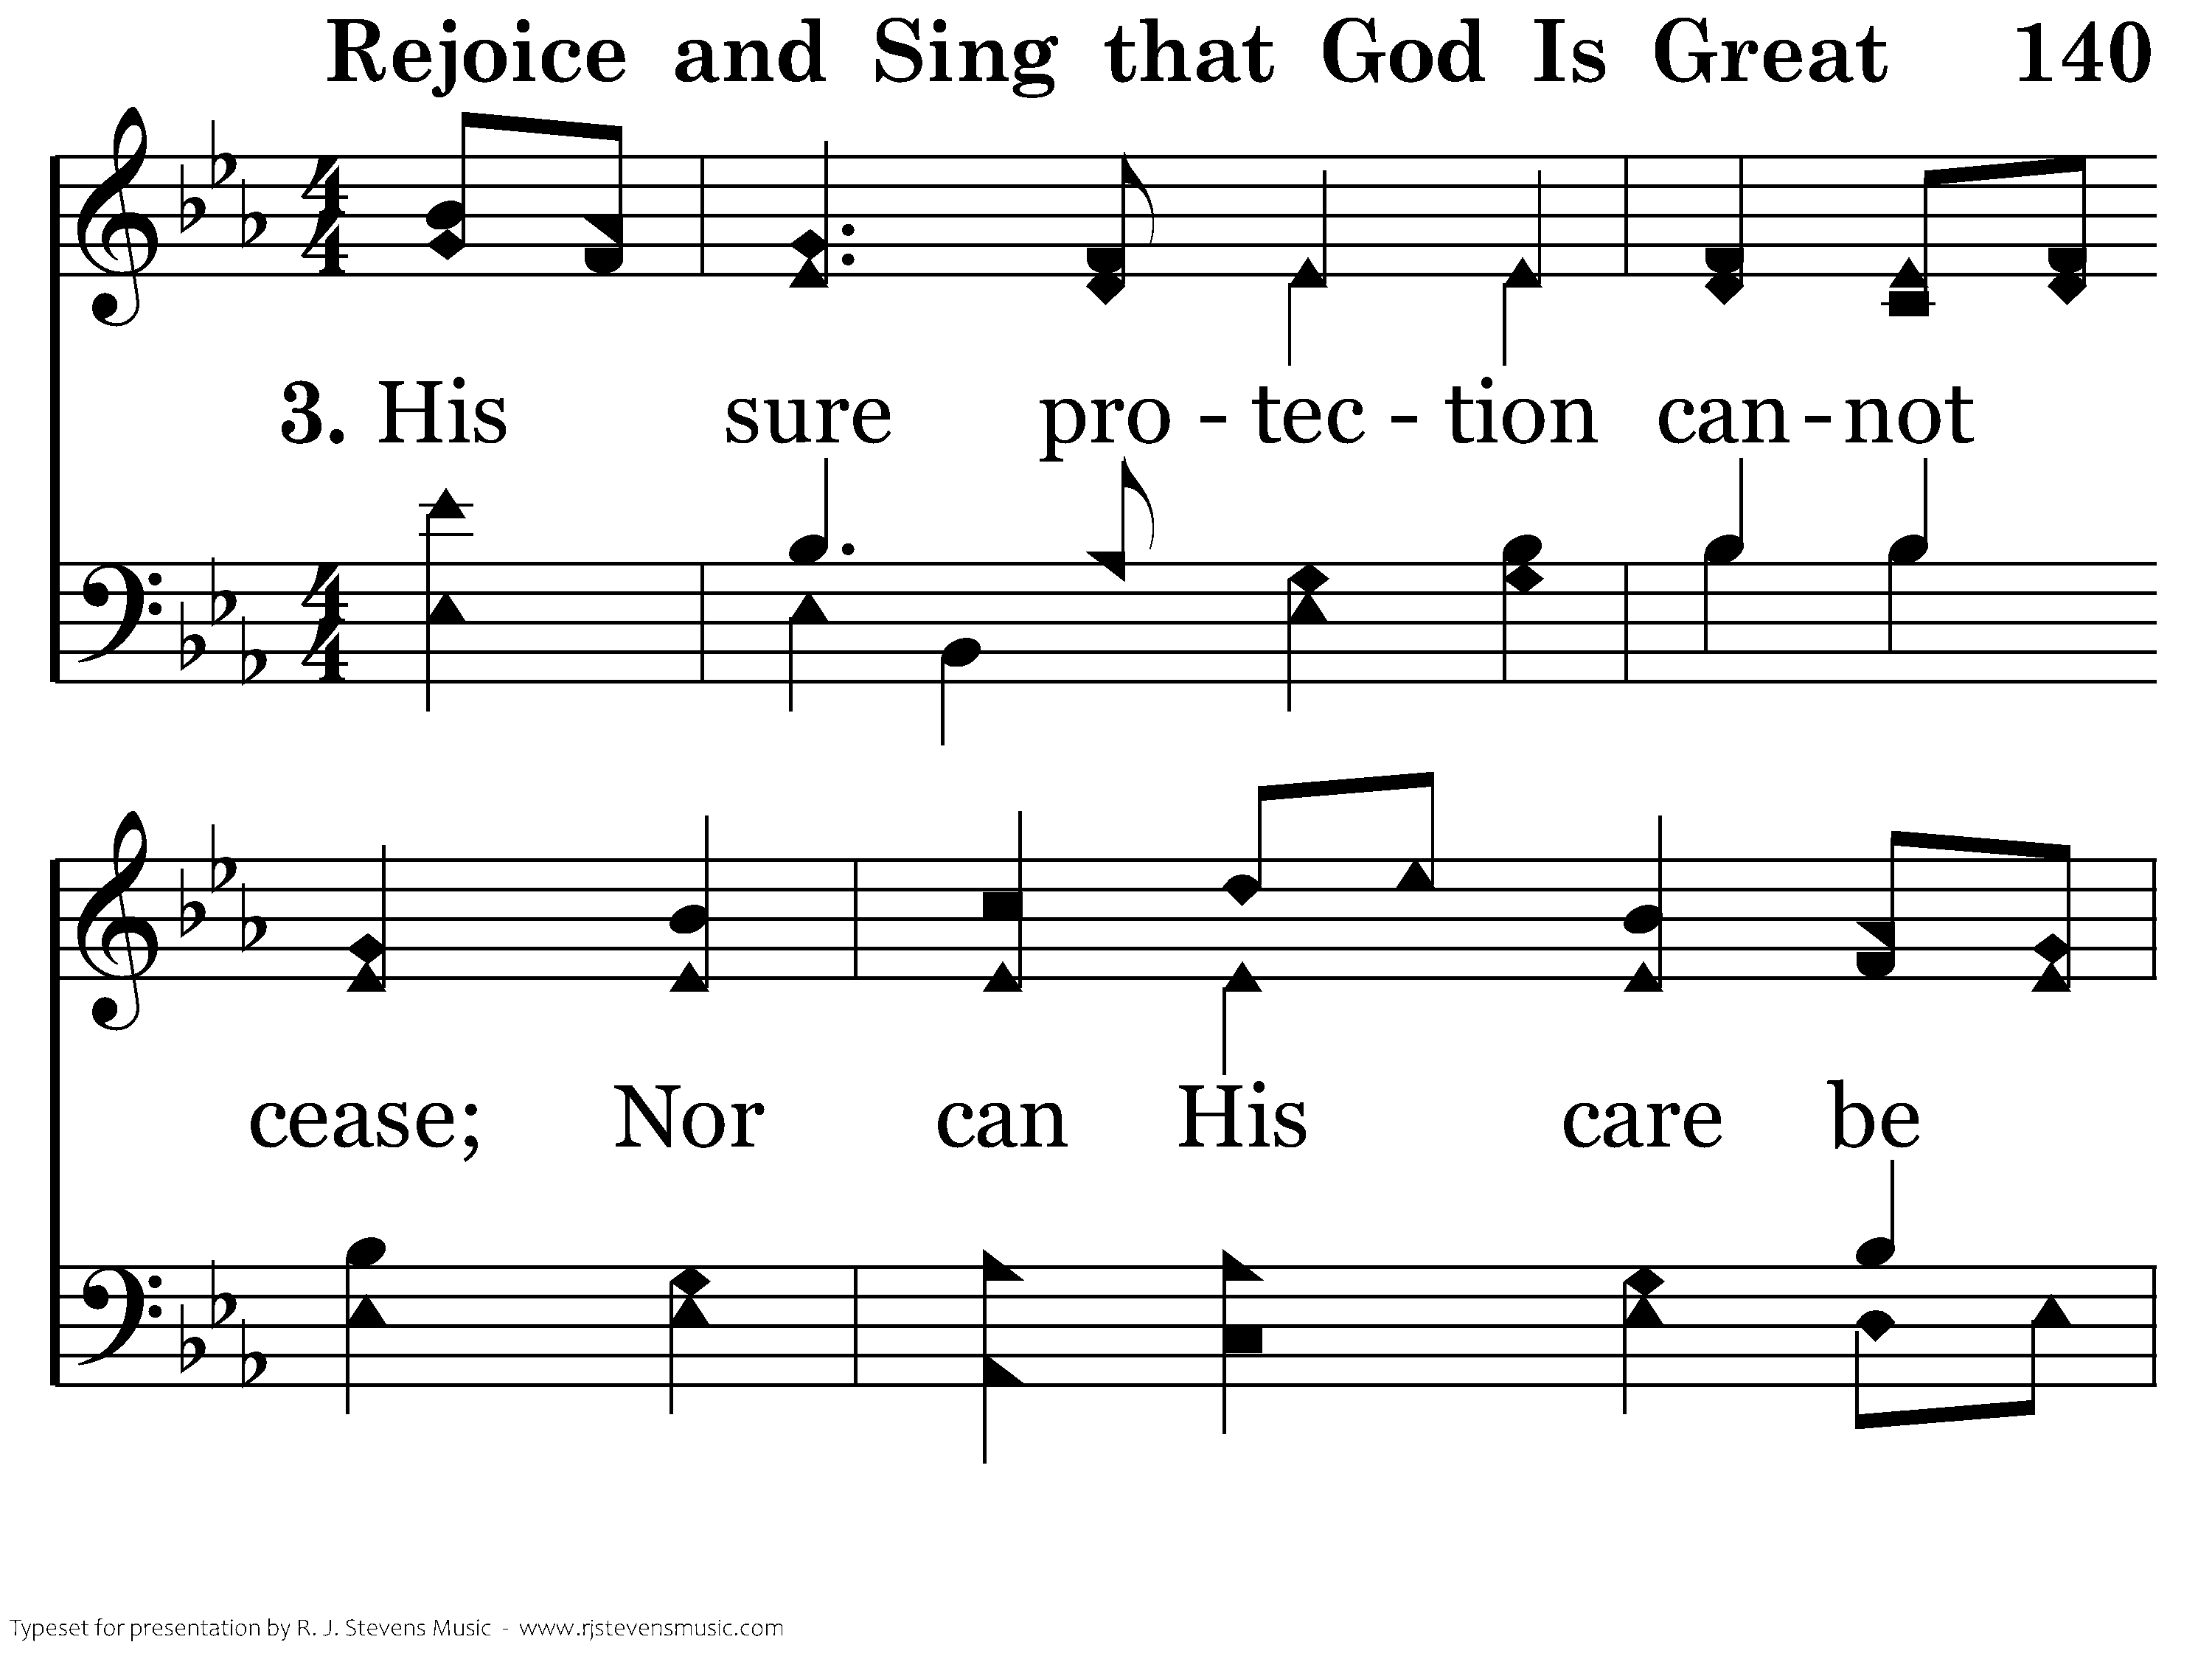 Rejoice and Sing that God Is Great 140
3. His sure pro - tec - tion can - not
cease; Nor can His care be
Typeset for presentation by R. J. Stevens Music - www.rjstevensmusic.com